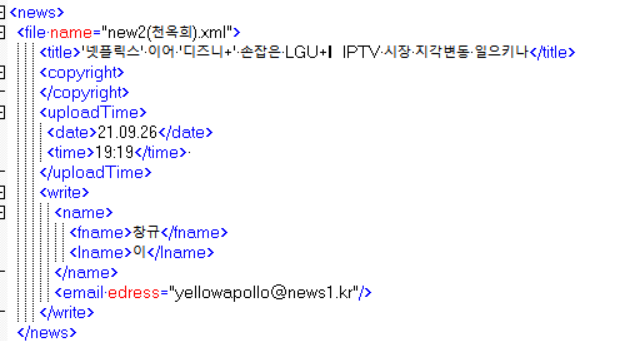 <news>
<file name="new2(천옥희).xml">
<title>'넷플릭스' 이어 '디즈니+' 손잡은 LGU+ IPTV 시장 지각변동 일으키나</title>
<copyright>
</copyright>
<uploadTime>
<date>21.09.26</date>
<time>19:19</time>
</uploadTime>
<write>
<name>
<fname>창규</fname>
<lname>이</lname>
</name>
<email edress="yellowapollo@news1.kr"/>
</write>
</news>